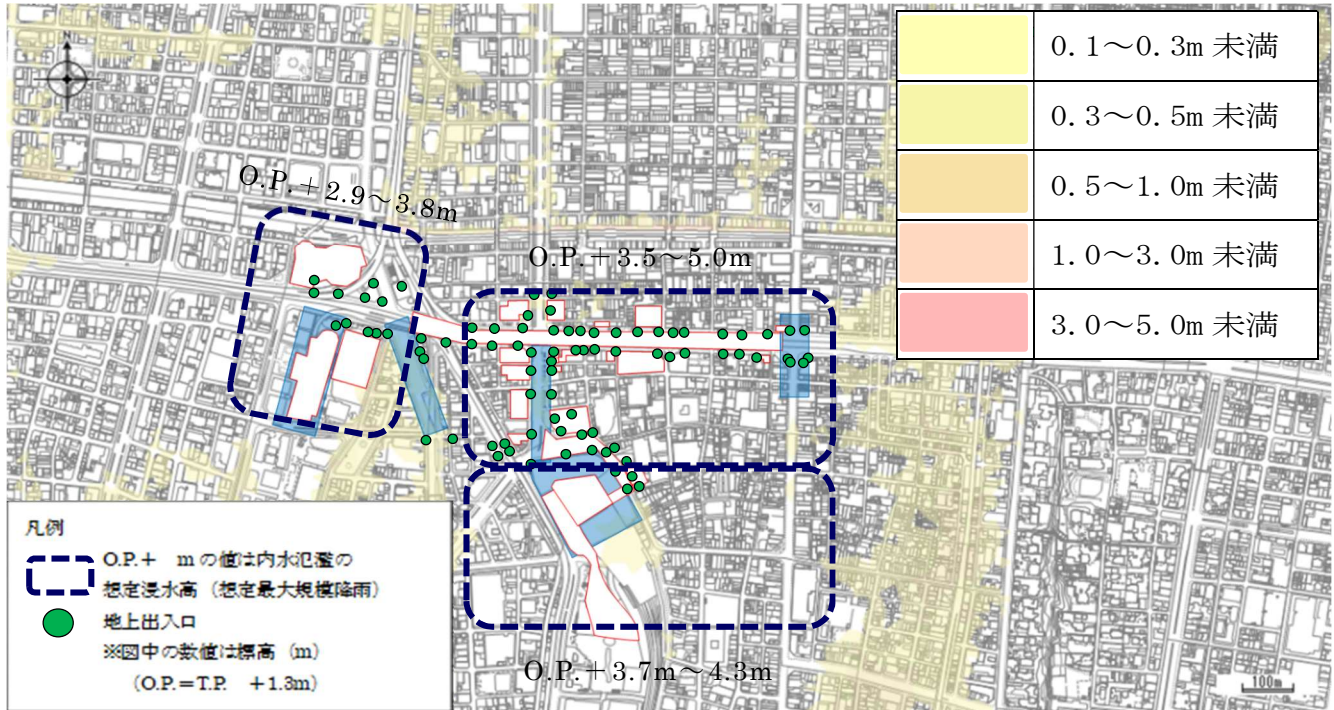 N
O.P.＋2.9～3.8m
O.P.＋3.5～5.0m
O.P.＋3.7m～4.3m
0.1～0.3m 未満
0.3～0.5m 未満
0.5～1.0m 未満
1.0～3.0m 未満
3.0～5.0m 未満
凡例
O.P.＋　m の値は内水氾濫の
想定浸水高（想定最大規模降雨）
地上出入口
※図中の数値は標高（m）
（O.P.=T.P.　+1.3m）
100m